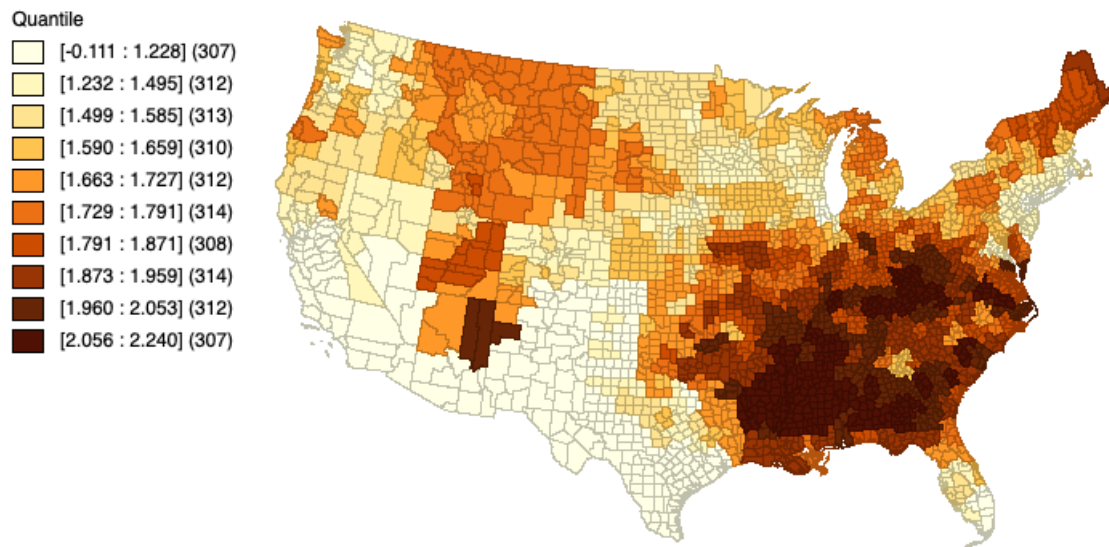 Quantile
[-0.111 : 1.228] (307)
[1.232 : 1.495] (312)
[1.499 : 1.585] (313)
[1.590 : 1.659] (310)
[1.663 : 1.727] (312)
[1.729 : 1.791] (314)
[1.791 : 1.871] (308)
[1.873 : 1.959] (314)
[1.960 : 2.053] (312)
[2.056 : 2.240] (307)